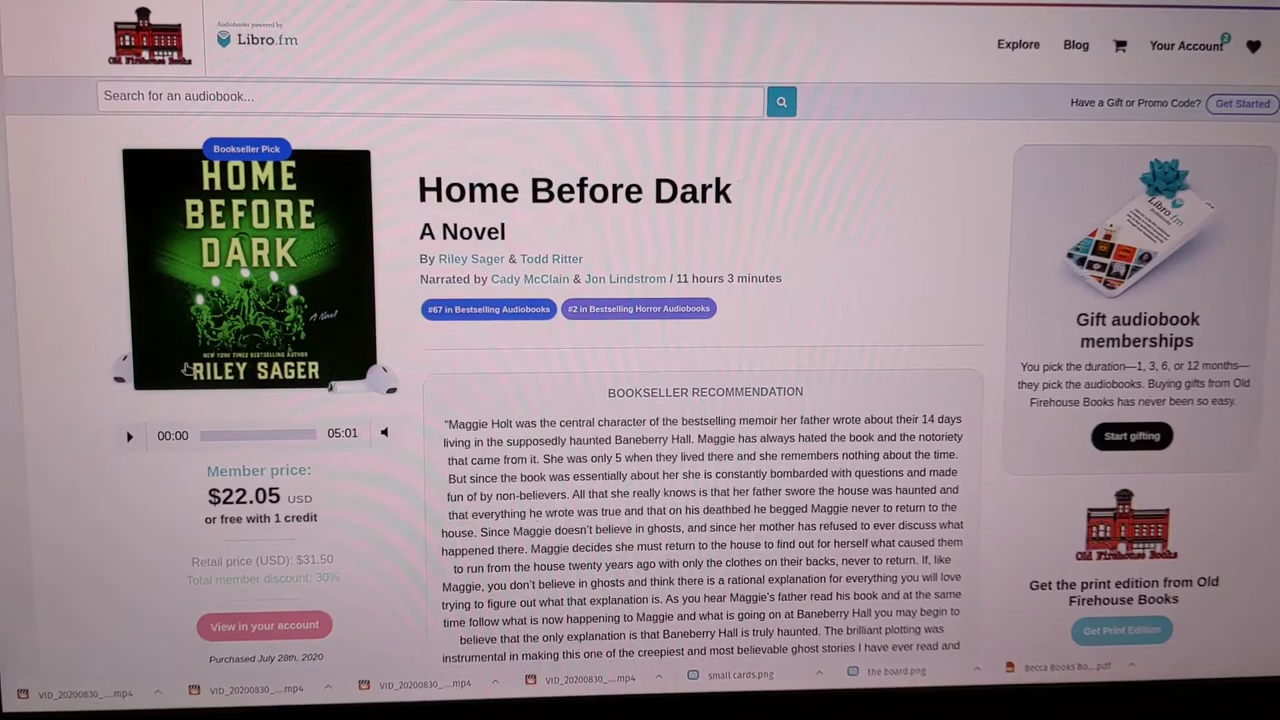 Old Firehouse Books
Audiobooks powered by
Libro.fm
Explore
Blog
Your Account
2
Search for an audiobook...
Have a Gift or Promo Code?
Get Started
Bookseller Pick
HOME
BEFORE
DARK
A Novel
NEW YORK TIMES BESTSELLING AUTHOR
RILEY SAGER
00:00
05:01
Member price:
$22.05 USD
or free with 1 credit
Retail price (USD): $31.50
Total member discount: 30%
View in your account
Purchased July 28th, 2020
Home Before Dark
A Novel
By Riley Sager & Todd Ritter
Narrated by Cady McClain & Jon Lindstrom / 11 hours 3 minutes
#67 in Bestselling Audiobooks
#2 in Bestselling Horror Audiobooks
BOOKSELLER RECOMMENDATION
"Maggie Holt was the central character of the bestselling memoir her father wrote about their 14 days
living in the supposedly haunted Baneberry Hall. Maggie has always hated the book and the notoriety
that came from it. She was only 5 when they lived there and she remembers nothing about the time.
But since the book was essentially about her she is constantly bombarded with questions and made
fun of by non-believers. All that she really knows is that her father swore the house was haunted and
that everything he wrote was true and that on his deathbed he begged Maggie never to return to the
house. Since Maggie doesn't believe in ghosts, and since her mother has refused to ever discuss what
happened there. Maggie decides she must return to the house to find out for herself what caused them
to run from the house twenty years ago with only the clothes on their backs, never to return. If, like
Maggie, you don't believe in ghosts and think there is a rational explanation for everything you will love
trying to figure out what that explanation is. As you hear Maggie's father read his book and at the same
time follow what is now happening to Maggie and what is going on at Baneberry Hall you may begin to
believe that the only explanation is that Baneberry Hall is truly haunted. The brilliant plotting was
instrumental in making this one of the creepiest and most believable ghost stories I have ever read and
Libro.fm
Gift audiobook
memberships
You pick the duration—1, 3, 6, or 12 months—
they pick the audiobooks. Buying gifts from Old
Firehouse Books has never been so easy.
Start gifting
Old Firehouse Books
Get the print edition from Old
Firehouse Books
Get Print Edition
VID_20200830_....mp4
VID_20200830_....mp4
VID_20200830_....mp4
VID_20200830_....mp4
small cards.png
the board.png
Becca Books Bo....pdf